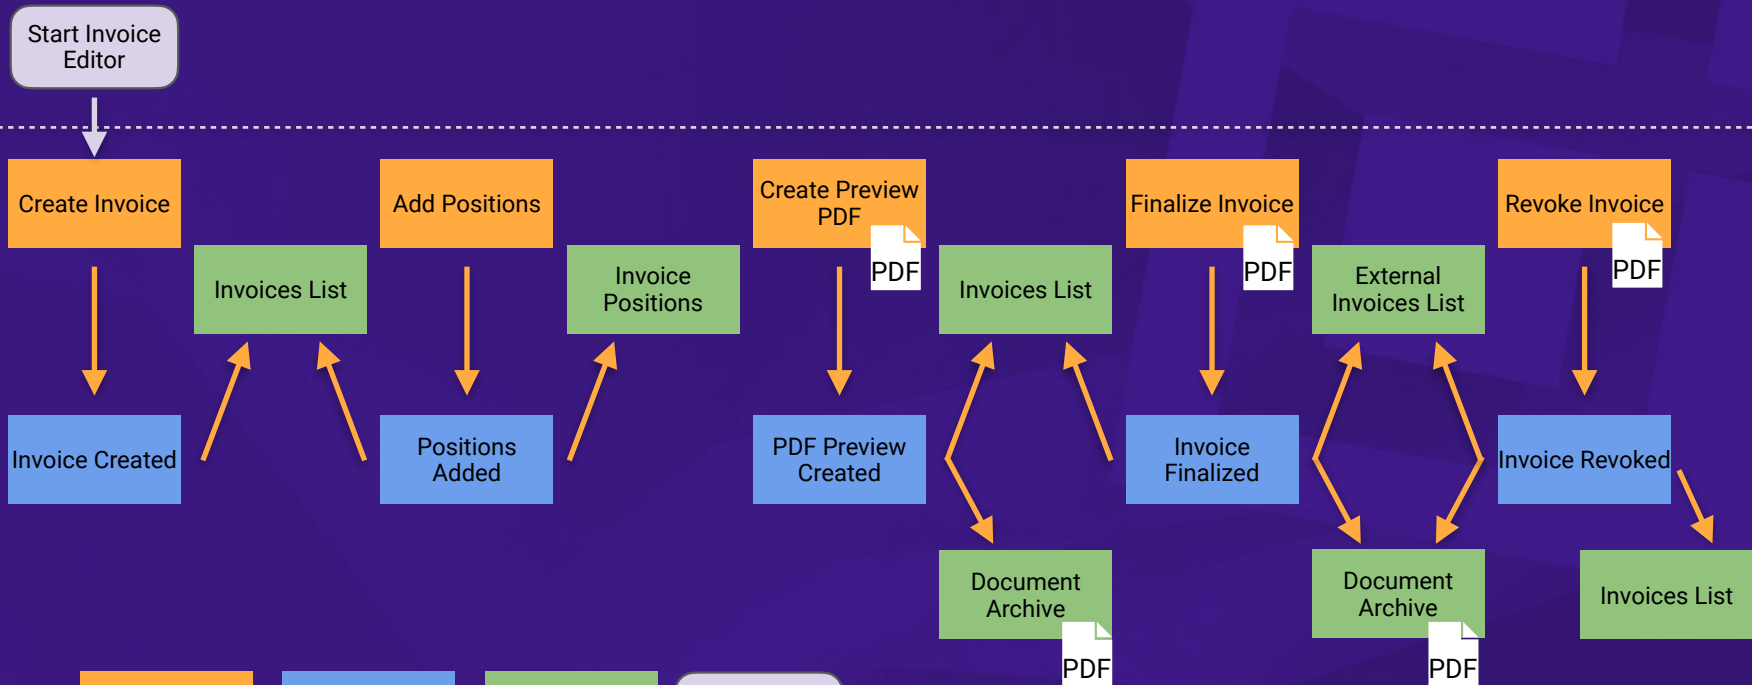 Start Invoice
Editor
Create Invoice
Add Positions
Create Preview
PDF
PDF
Finalize Invoice
PDF
Revoke Invoice
PDF
Invoices List
Invoice
Positions
Invoices List
External
Invoices List
Invoice Created
Positions
Added
PDF Preview
Created
Invoice
Finalized
Invoice Revoked
Document
Archive
PDF
Document
Archive
PDF
Invoices List